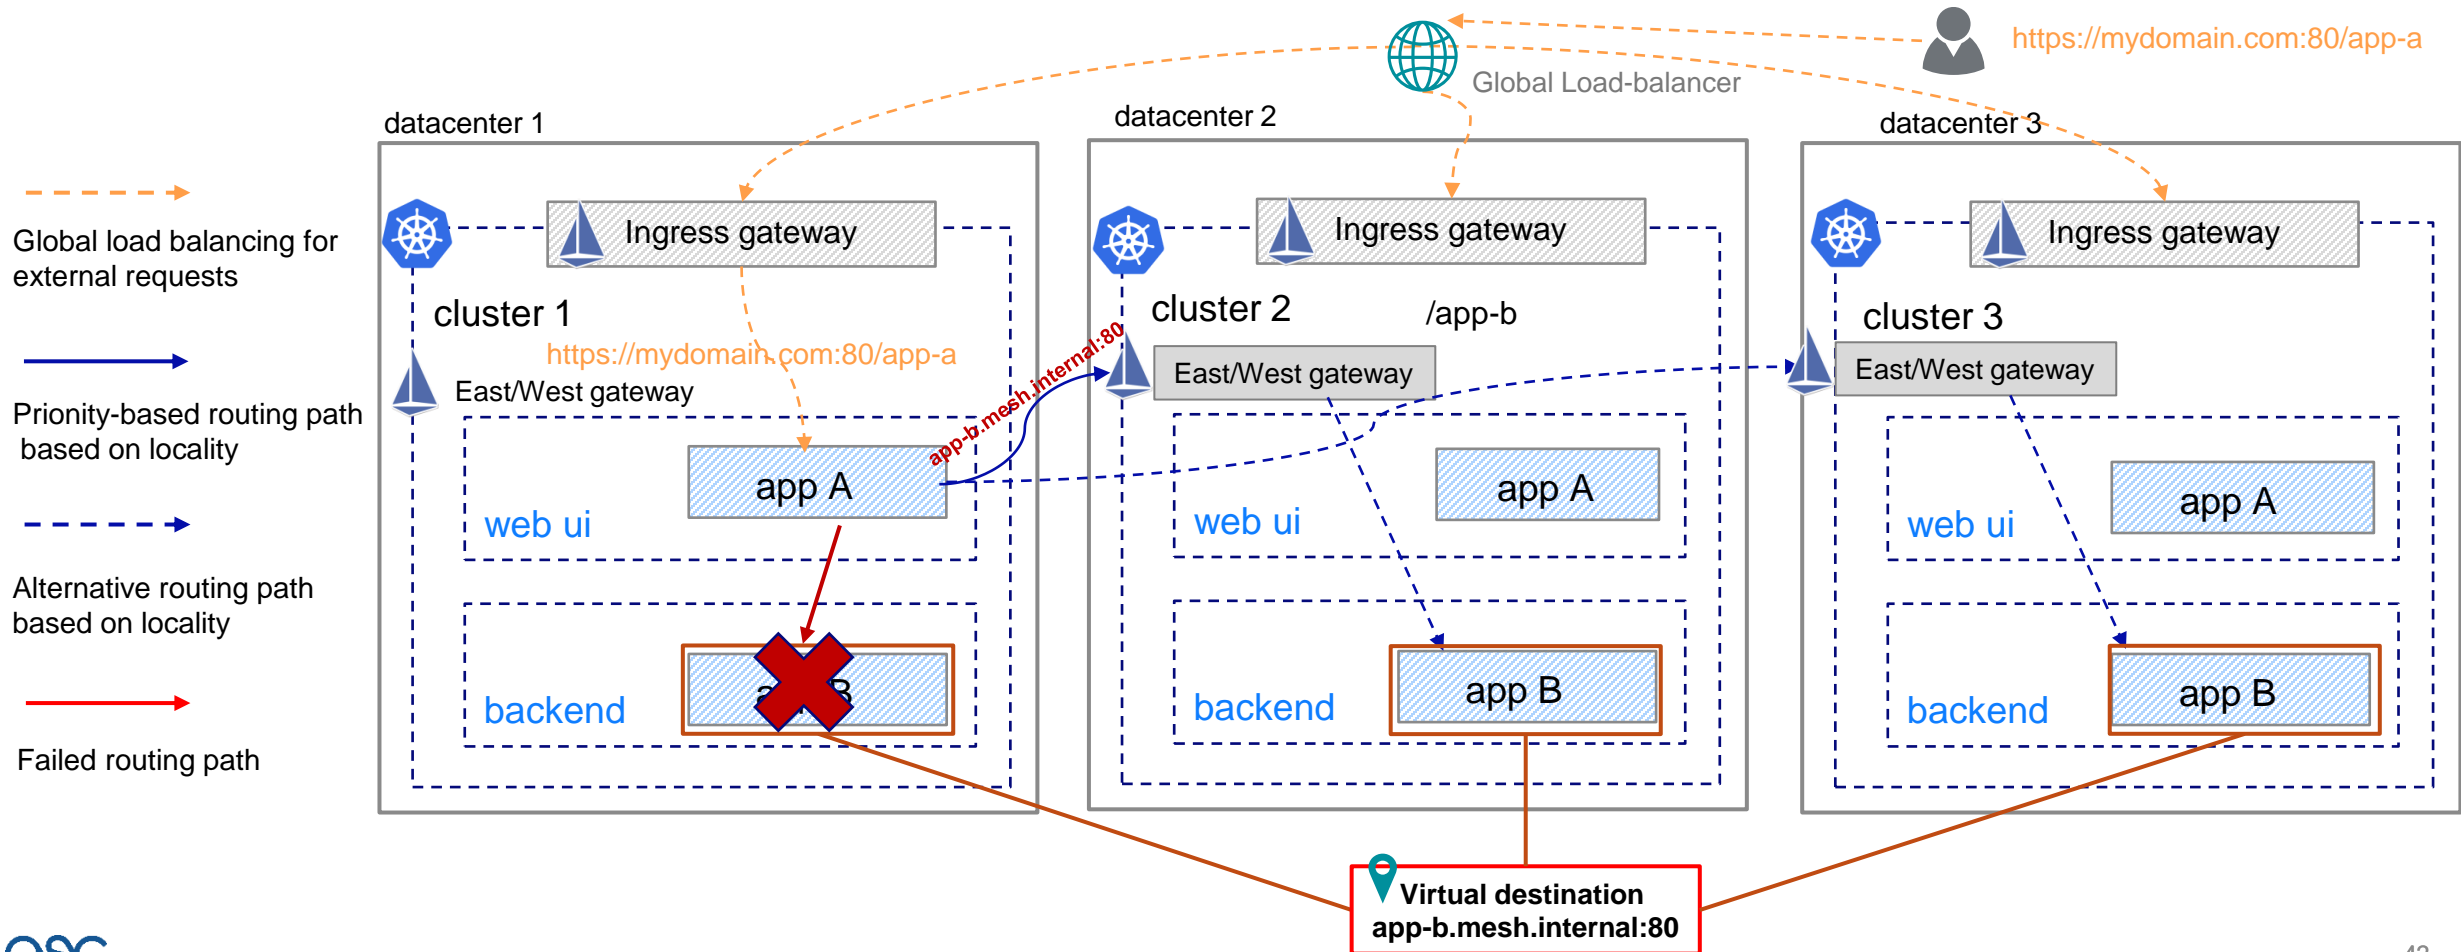 https://mydomain.com:80/app-a
Global Load-balancer
datacenter 1
datacenter 2
datacenter 3
Global load balancing for
external requests
Prionity-based routing path
based on locality
Alternative routing path
based on locality
Failed routing path
Ingress gateway
cluster 1
https://mydomain.com:80/app-a
East/West gateway
app-b.mesh.internal:80
app A
web ui
backend
Ingress gateway
cluster 2
/app-b
East/West gateway
app A
web ui
app B
backend
Ingress gateway
cluster 3
East/West gateway
app A
web ui
app B
backend
Virtual destination
app-b.mesh.internal:80